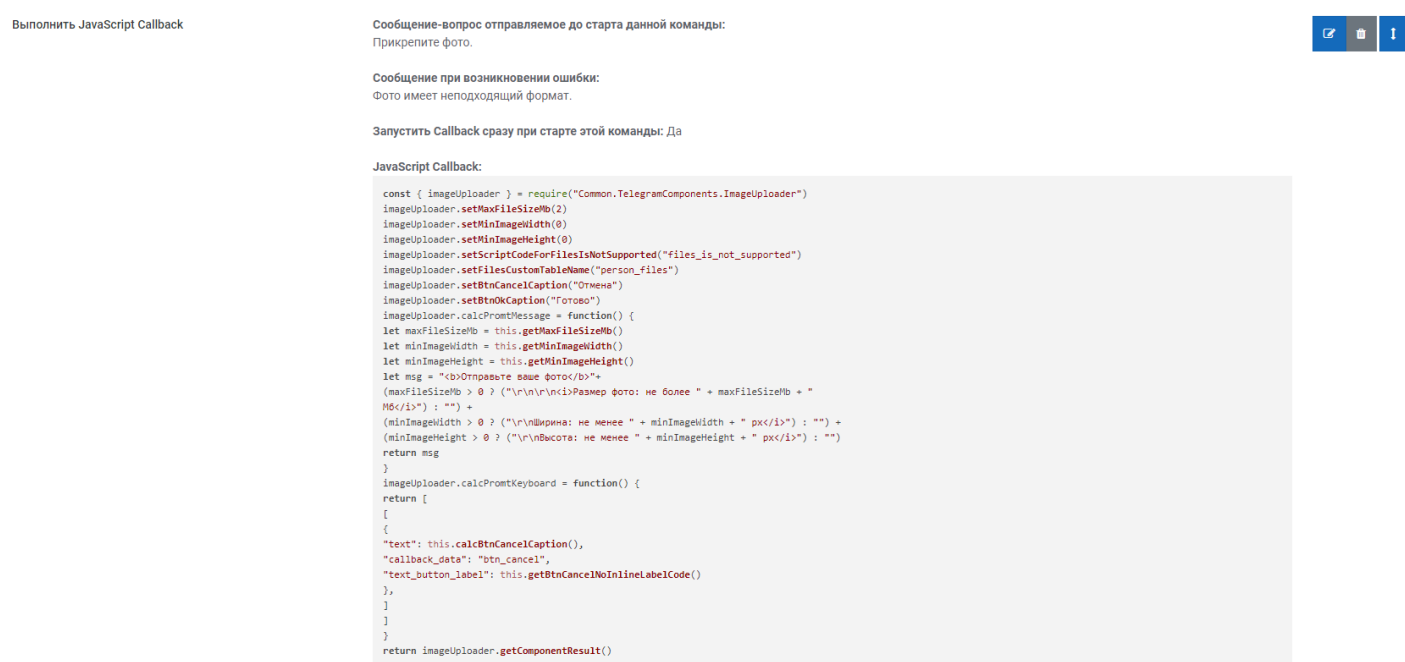 Выполнить JavaScript Callback
Сообщение-вопрос отправляемое до старта данной команды:
Прикрепите фото.
Сообщение при возникновении ошибки:
Фото имеет неподходящий формат.
Запустить Callback сразу при старте этой команды: Да
JavaScript Callback:
const { imageUploader } = require("Common.TelegramComponents.ImageUploader")
imageUploader.setMaxFileSizeMb(2)
imageUploader.setMinImageWidth(0)
imageUploader.setMinImageHeight(0)
imageUploader.setScriptCodeForFilesIsNotSupported("files_is_not_supported")
imageUploader.setFilesCustomTableName("person_files")
imageUploader.setBtnCancelCaption("Отмена")
imageUploader.setBtnOkCaption("Готово")
imageUploader.calcPromtMessage = function() {
let maxFileSizeMb = this.getMaxFileSizeMb()
let minImageWidth = this.getMinImageWidth()
let minImageHeight = this.getMinImageHeight()
let msg = "<b>Отправьте ваше фото</b>"+
(maxFileSizeMb > 0 ? ("\r\n\r\n<i>Размер фото: не более " + maxFileSizeMb + "
Мб</i>") : "") +
(minImageWidth > 0 ? ("\r\nШирина: не менее " + minImageWidth + " px</i>") : "") +
(minImageHeight > 0 ? ("\r\nВысота: не менее " + minImageHeight + " px</i>") : "")
return msg
}
imageUploader.calcPromtKeyboard = function() {
return [
[
{
"text": this.calcBtnCancelCaption(),
"callback_data": "btn_cancel",
"text_button_label": this.getBtnCancelNoInlineLabelCode()
},
]
]
}
return imageUploader.getComponentResult()